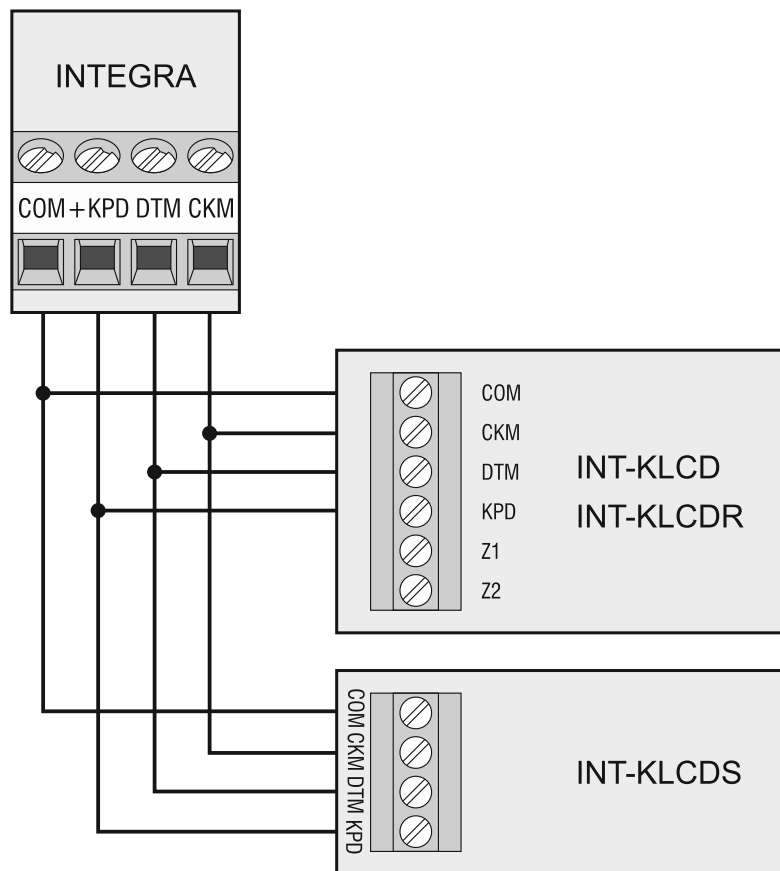 INTEGRA
COM +KPD DTM CKM
COM
CKM
DTM
KPD
Z1
Z2
INT-KLCD
INT-KLCDR
COM CKM DTM KPD
INT-KLCDS